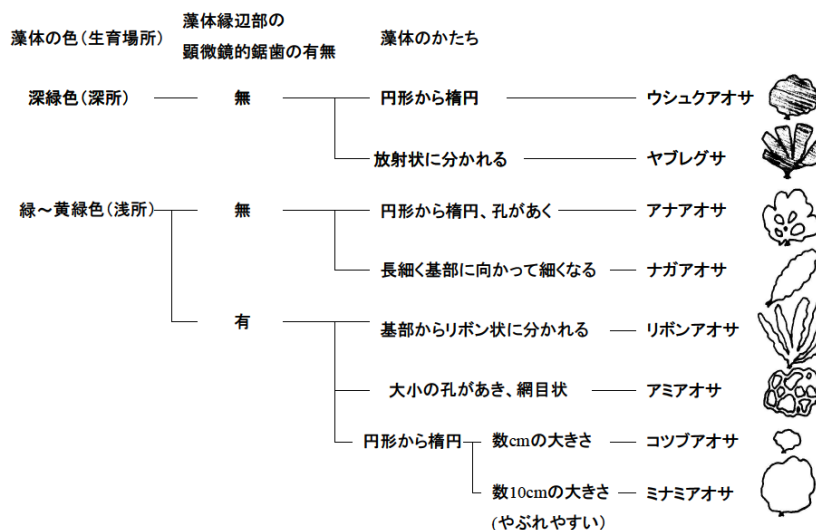 藻体の色(生育場所)
藻体縁辺部の
顕微鏡的鋸歯の有無
藻体のかたち
深緑色(深所)
無
円形から楕円
ウシュクアオサ
放射状に分かれる
ヤブレグサ
緑～黄緑色(浅所)
無
円形から楕円、孔があく
アナアオサ
長細く基部に向かって細くなる
ナガアオサ
有
基部からリボン状に分かれる
リボンアオサ
大小の孔があき、網目状
アミアオサ
円形から楕円
数cmの大きさ
コツブアオサ
数10cmの大きさ
(やぶれやすい)
ミナミアオサ